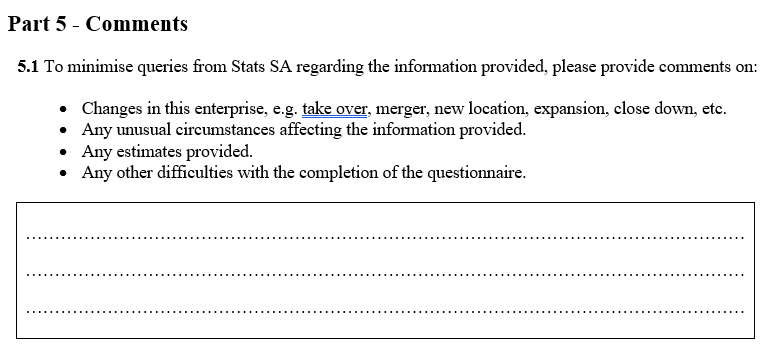 Part 5 - Comments
5.1 To minimise queries from Stats SA regarding the information provided, please provide comments on:
• Changes in this enterprise, e.g. take over, merger, new location, expansion, close down, etc.
• Any unusual circumstances affecting the information provided.
• Any estimates provided.
• Any other difficulties with the completion of the questionnaire.